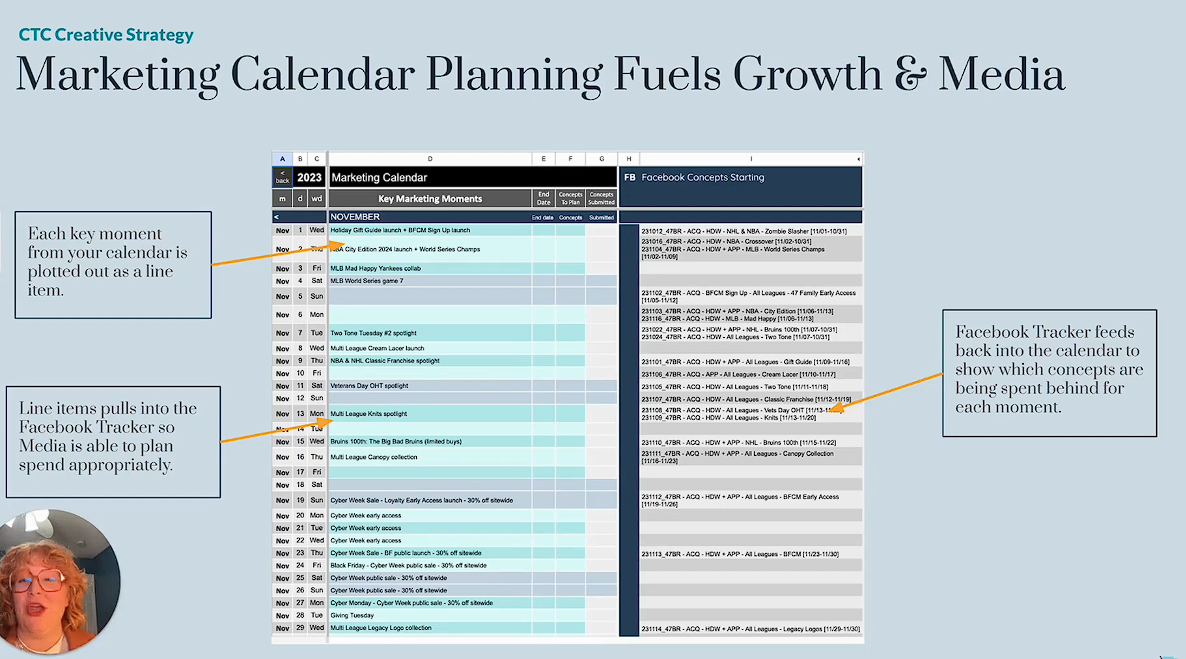 CTC Creative Strategy
Marketing Calendar Planning Fuels Growth & Media
Each key moment
from your calendar is
plotted out as a line
item.
Line items pulls into the
Facebook Tracker so
Media is able to plan
spend appropriately.
A B C D E F G H I
< back 2023 Marketing Calendar FB Facebook Concepts Starting
m d wd Key Marketing Moments End Date Concepts To Plan Concepts Submitted
< NOVEMBER End date Concepts Submitted
Nov 1 Wed Holiday Gift Guide launch + BFCM Sign Up launch 231012_47BR - ACQ - HDW - NHL & NBA - Zombie Slasher [11/01-10/31]
Nov 2 Thu NBA City Edition 2024 launch + World Series Champs 231016_47BR - ACQ - HDW - NBA - Crossover [11/02-10/31]
231104_47BR - ACQ - HDW + APP - MLB - World Series Champs
[11/02-11/09]
Nov 3 Fri MLB Mad Happy Yankees collab
Nov 4 Sat MLB World Series game 7
Nov 5 Sun 231102_47BR - ACQ - BFCM Sign Up - All Leagues - 47 Family Early Access
[11/05-11/12]
Nov 6 Mon 231103_47BR - ACQ - HDW + APP - NBA - City Edition [11/06-11/13]
231116_47BR - ACQ - HDW - MLB - Mad Happy [11/06-11/13]
Nov 7 Tue Two Tone Tuesday #2 spotlight 231022_47BR - ACQ - HDW + APP - NHL - Bruins 100th [11/07-10/31]
231024_47BR - ACQ - HDW + APP - All Leagues - Two Tone [11/07-10/31]
Nov 8 Wed Multi League Cream Lacer launch
Nov 9 Thu NBA & NHL Classic Franchise spotlight 231101_47BR - ACQ - HDW + APP - All Leagues - Gift Guide [11/09-11/16]
Nov 10 Fri 231106_47BR - ACQ - APP - All Leagues - Cream Lacer [11/10-11/17]
Nov 11 Sat Veterans Day OHT spotlight 231105_47BR - ACQ - HDW - All Leagues - Two Tone [11/11-11/18]
Nov 12 Sun 231107_47BR - ACQ - HDW - All Leagues - Classic Franchise [11/12-11/19]
Nov 13 Mon Multi League Knits spotlight 231108_47BR - ACQ - HDW - All Leagues - Vets Day OHT [11/13-
231109_47BR - ACQ - HDW - All Leagues - Knits [11/13-11/20]
Nov 14 Tue
Nov 15 Wed Bruins 100th: The Big Bad Bruins (limited buys) 231110_47BR - ACQ - HDW + APP - NHL - Bruins 100th [11/15-11/22]
Nov 16 Thu Multi League Canopy collection 231111_47BR - ACQ - HDW + APP - All Leagues - Canopy Collection
[11/16-11/23]
Nov 17 Fri
Nov 18 Sat
Nov 19 Sun Cyber Week Sale - Loyalty Early Access launch - 30% off sitewide 231112_47BR - ACQ - HDW + APP - All Leagues - BFCM Early Access
[11/19-11/26]
Nov 20 Mon Cyber Week early access
Nov 21 Tue Cyber Week early access
Nov 22 Wed Cyber Week early access
Nov 23 Thu Cyber Week Sale - BF public launch - 30% off sitewide 231113_47BR - ACQ - HDW + APP - All Leagues - BFCM [11/23-11/30]
Nov 24 Fri Black Friday - Cyber Week public sale - 30% off sitewide
Nov 25 Sat Cyber Week public sale - 30% off sitewide
Nov 26 Sun Cyber Week public sale - 30% off sitewide
Nov 27 Mon Cyber Monday - Cyber Week public sale - 30% off sitewide
Nov 28 Tue Giving Tuesday
Nov 29 Wed Multi League Legacy Logo collection 231114_47BR - ACQ - HDW + APP - All Leagues - Legacy Logos [11/29-11/30]
Facebook Tracker feeds
back into the calendar to
show which concepts are
being spent behind for
each moment.